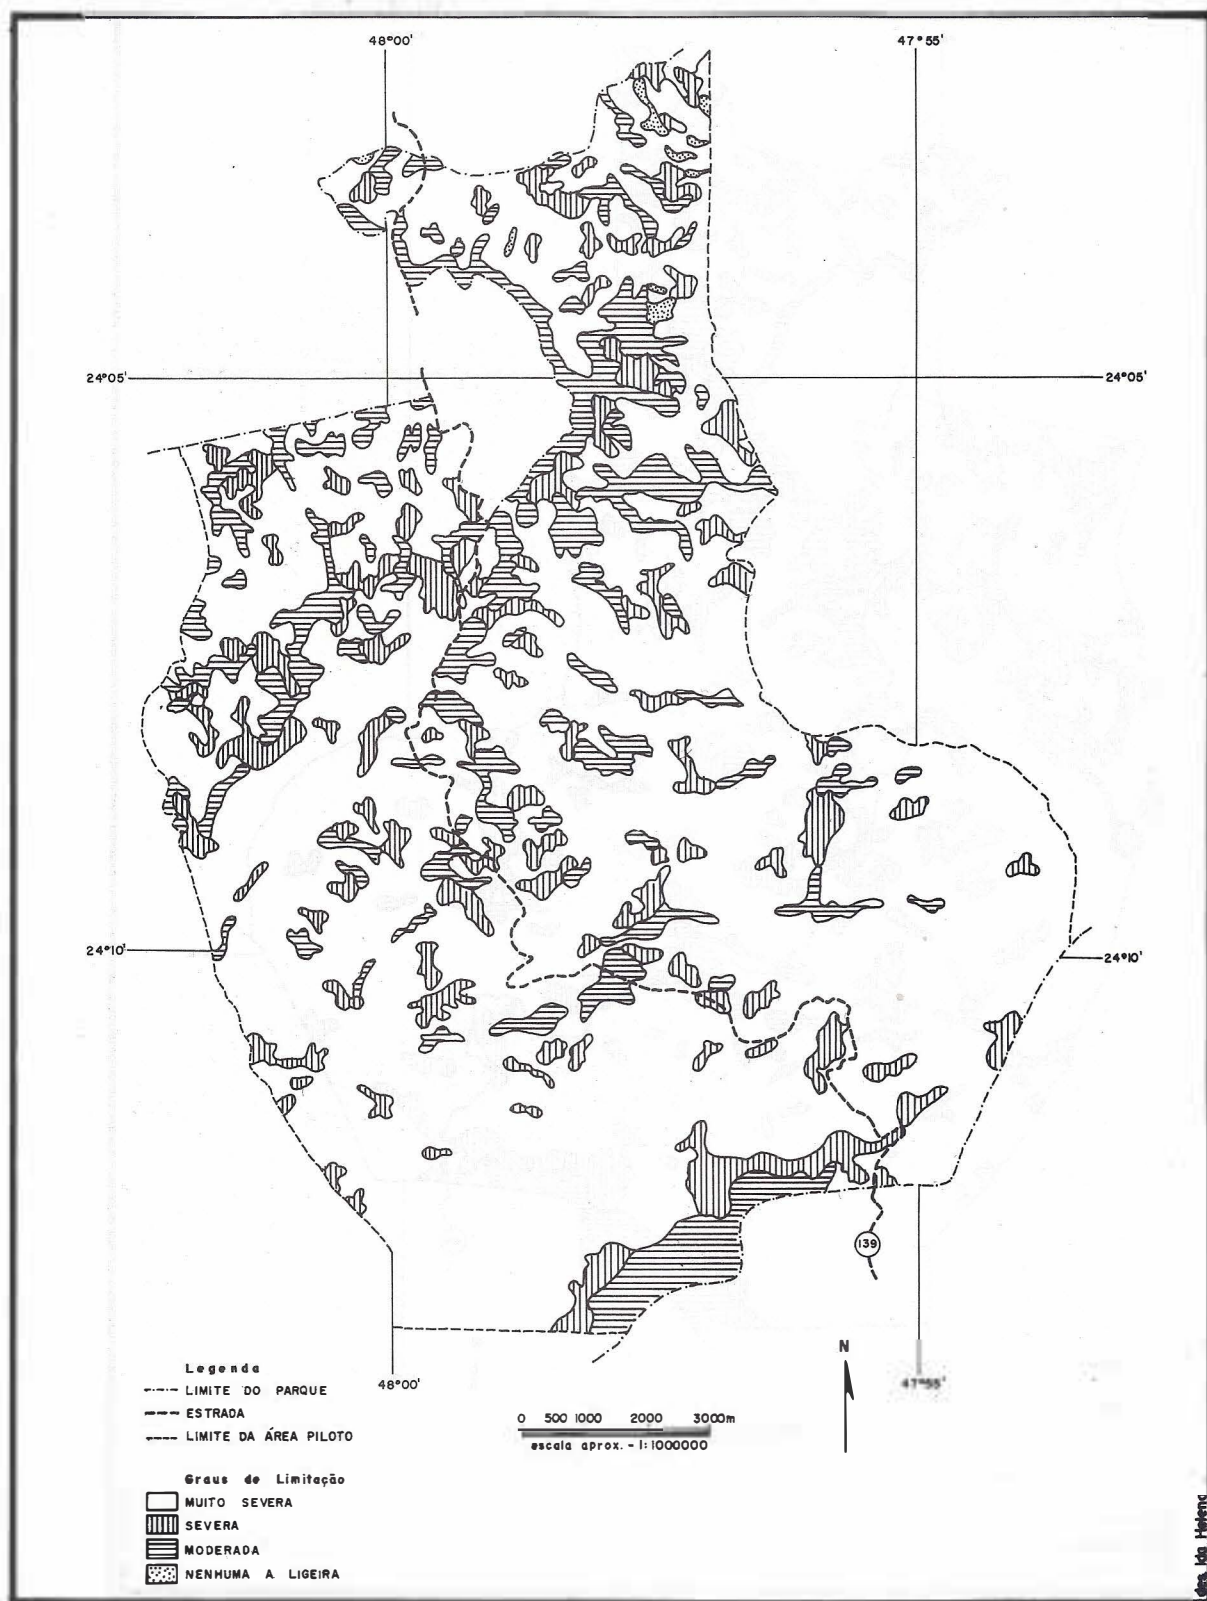 48°00'
47°55'
24°05'
24°05'
24°10'
24°10'
139
N
Legenda
48°00'
47°55'
LIMITE DO PARQUE
ESTRADA
LIMITE DA ÁREA PILOTO
0 500 1000 2000 3000m
escala aprox. - 1:1000000
Graus de Limitação
MUITO SEVERA
SEVERA
MODERADA
NENHUMA A LIGEIRA
des. Ida Helena